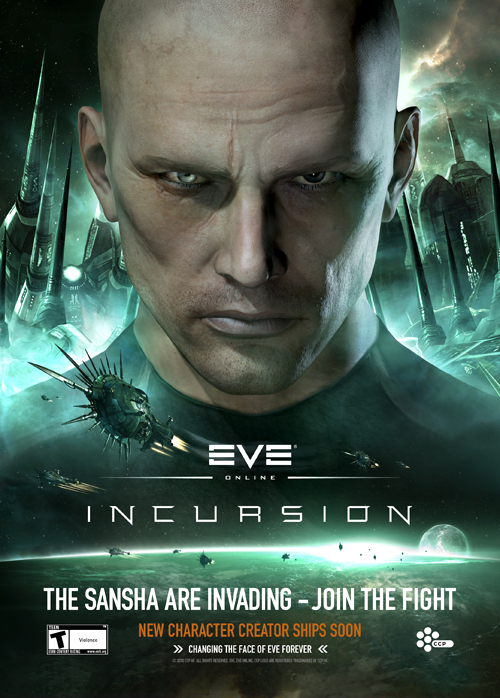 EVE®
ONLINE
INCURSION
THE SANSHA ARE INVADING – JOIN THE FIGHT
NEW CHARACTER CREATOR SHIPS SOON
» CHANGING THE FACE OF EVE FOREVER «
TEEN
T
Violence
CCP